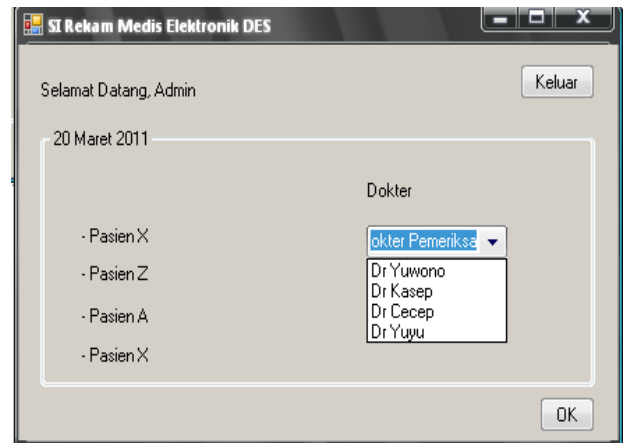 SI Rekam Medis Elektronik DES
Selamat Datang, Admin
Keluar
20 Maret 2011
Dokter
- Pasien X
okter Pemeriksa
- Pasien Z
Dr Yuwono
Dr Kasep
- Pasien A
Dr Cecep
Dr Yuyu
- Pasien X
OK